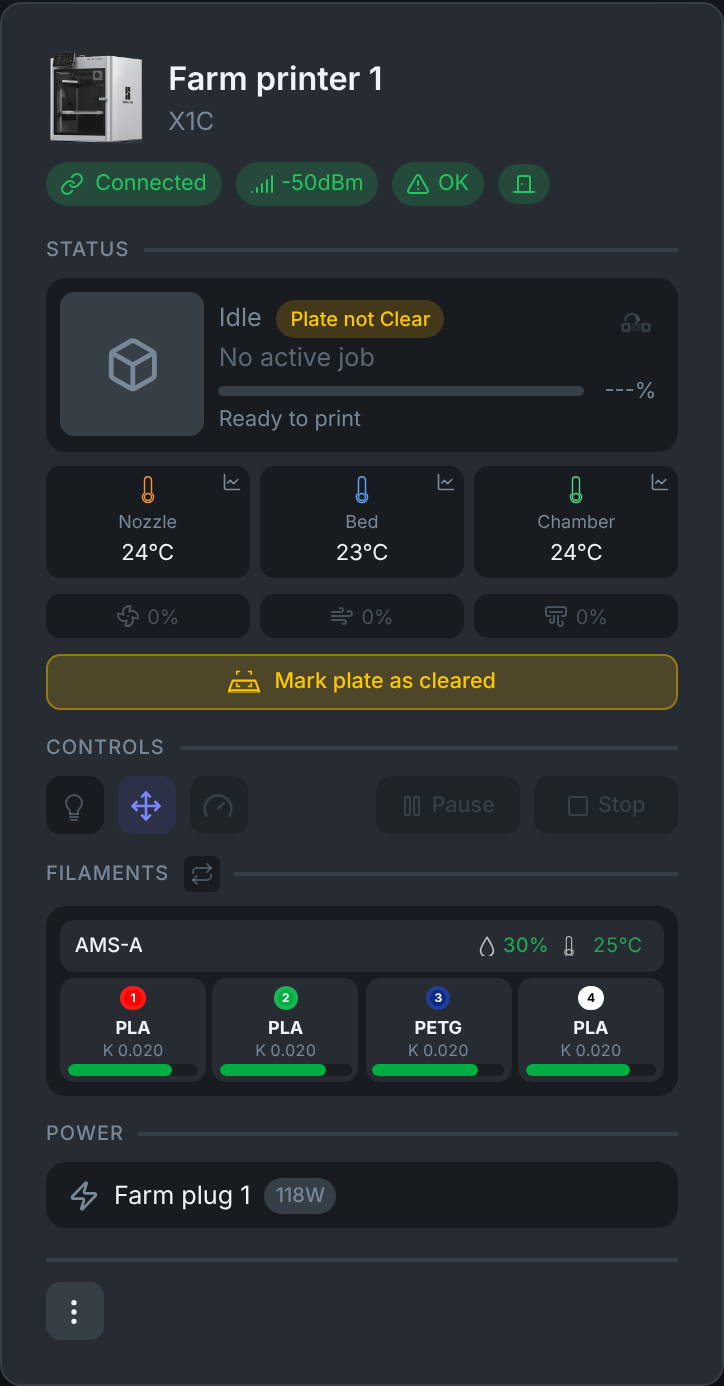 Farm printer 1
X1C
Connected
-50dBm
OK
STATUS
Idle
Plate not Clear
No active job
---%
Ready to print
Nozzle
24°C
Bed
23°C
Chamber
24°C
0%
0%
0%
Mark plate as cleared
CONTROLS
Pause
Stop
FILAMENTS
AMS-A
30%
25°C
1
PLA
K 0.020
2
PLA
K 0.020
3
PETG
K 0.020
4
PLA
K 0.020
POWER
Farm plug 1
118W